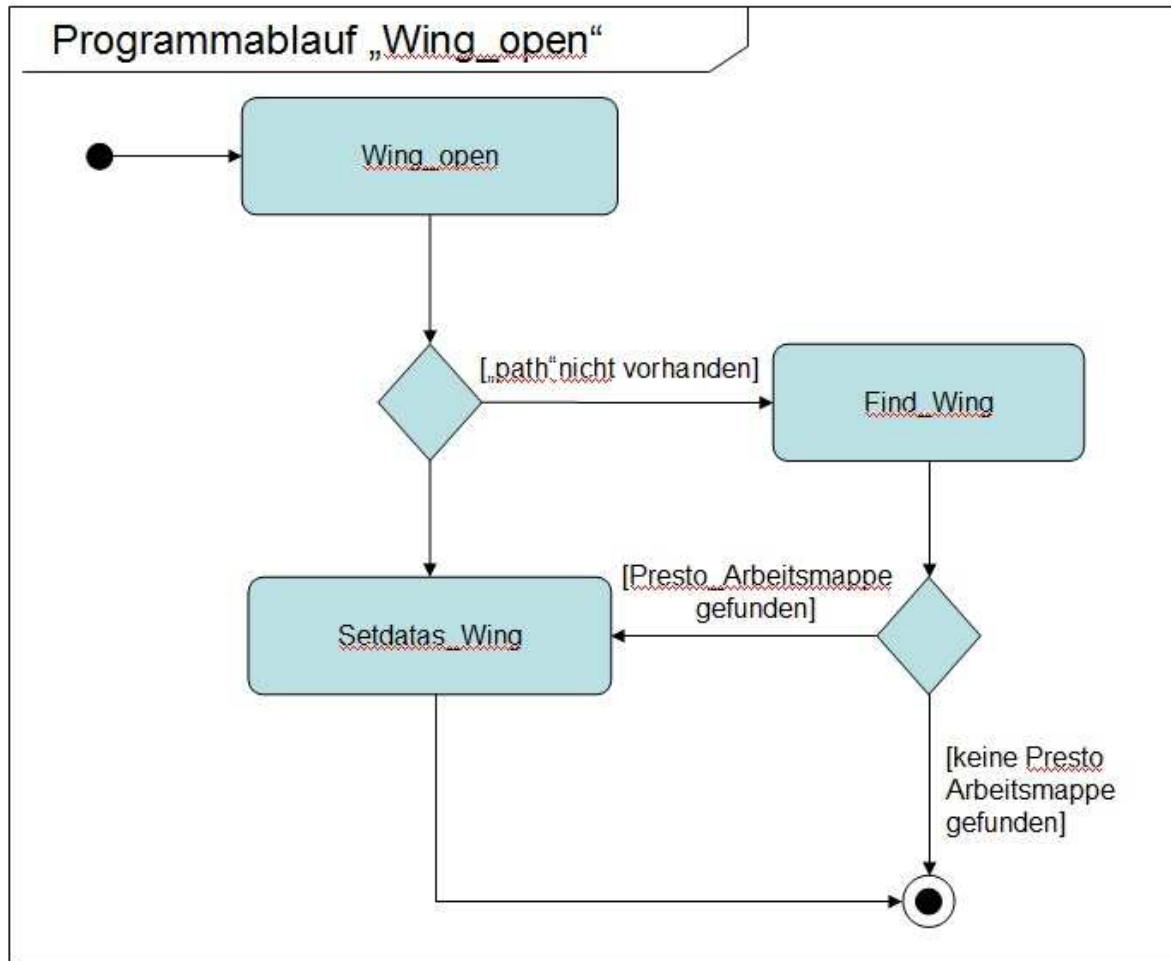 Programmablauf „Wing_open“
Wing_open
[„path“nicht vorhanden]
Find_Wing
[Presto_Arbeitsmappe
gefunden]
Setdatas_Wing
[keine Presto
Arbeitsmappe
gefunden]